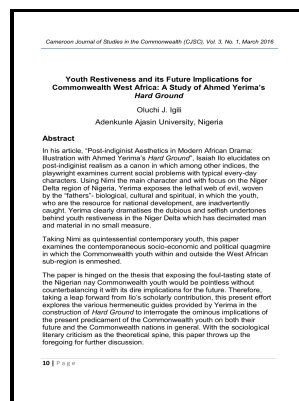 Cameroon Journal of Studies in the Commonwealth (CJSC), Vol. 3, No. 1, March 2016
Youth Restiveness and its Future Implications for
Commonwealth West Africa: A Study of Ahmed Yerima's
Hard Ground
Oluchi J. Igili
Adenkunle Ajasin University, Nigeria
Abstract
In his article, "Post-indiginist Aesthetics in Modern African Drama:
Illustration with Ahmed Yerima's Hard Ground", Isaiah Ilo elucidates on
post-indiginist realism as a canon in which among other indices, the
playwright examines current social problems with typical every-day
characters. Using Nimi the main character and with focus on the Niger
Delta region of Nigeria, Yerima exposes the lethal web of evil, woven
by the "fathers"- biological, cultural and spiritual, in which the youth,
who are the resource for national development, are inadvertently
caught. Yerima clearly dramatises the dubious and selfish undertones
behind youth restiveness in the Niger Delta which has decimated man
and material in no small measure.
Taking Nimi as quintessential contemporary youth, this paper
examines the contemporaneous socio-economic and political quagmire
in which the Commonwealth youth within and outside the West African
sub-region is enmeshed.
The paper is hinged on the thesis that exposing the foul-tasting state of
the Nigerian nay Commonwealth youth would be pointless without
counterbalancing it with its dire implications for the future. Therefore,
taking a leap forward from Ilo's scholarly contribution, this present effort
explores the various hermeneutic guides provided by Yerima in the
construction of Hard Ground to interrogate the ominous implications of
the present predicament of the Commonwealth youth on both their
future and the Commonwealth nations in general. With the sociological
literary criticism as the theoretical spine, this paper throws up the
foregoing for further discussion.
10 | Page